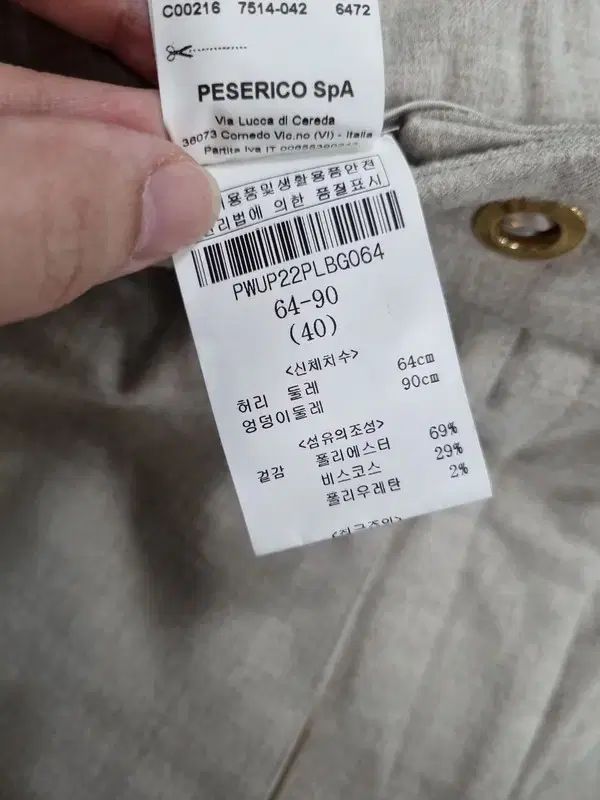 C00216 7514-042 6472
PESERICO SpA
Via Lucca di Cereda
36073 Cornedo Vic.no (VI) - Italia
Partita Iva IT
용품및생활용품안전
리법에 의한 품질표시
PWUP22PLBG064
64-90
(40)
<신체치수>
허리 둘레 64cm
엉덩이둘레 90cm
<섬유의조성>
겉감 폴리에스터 69%
비스코스 29%
폴리우레탄 2%